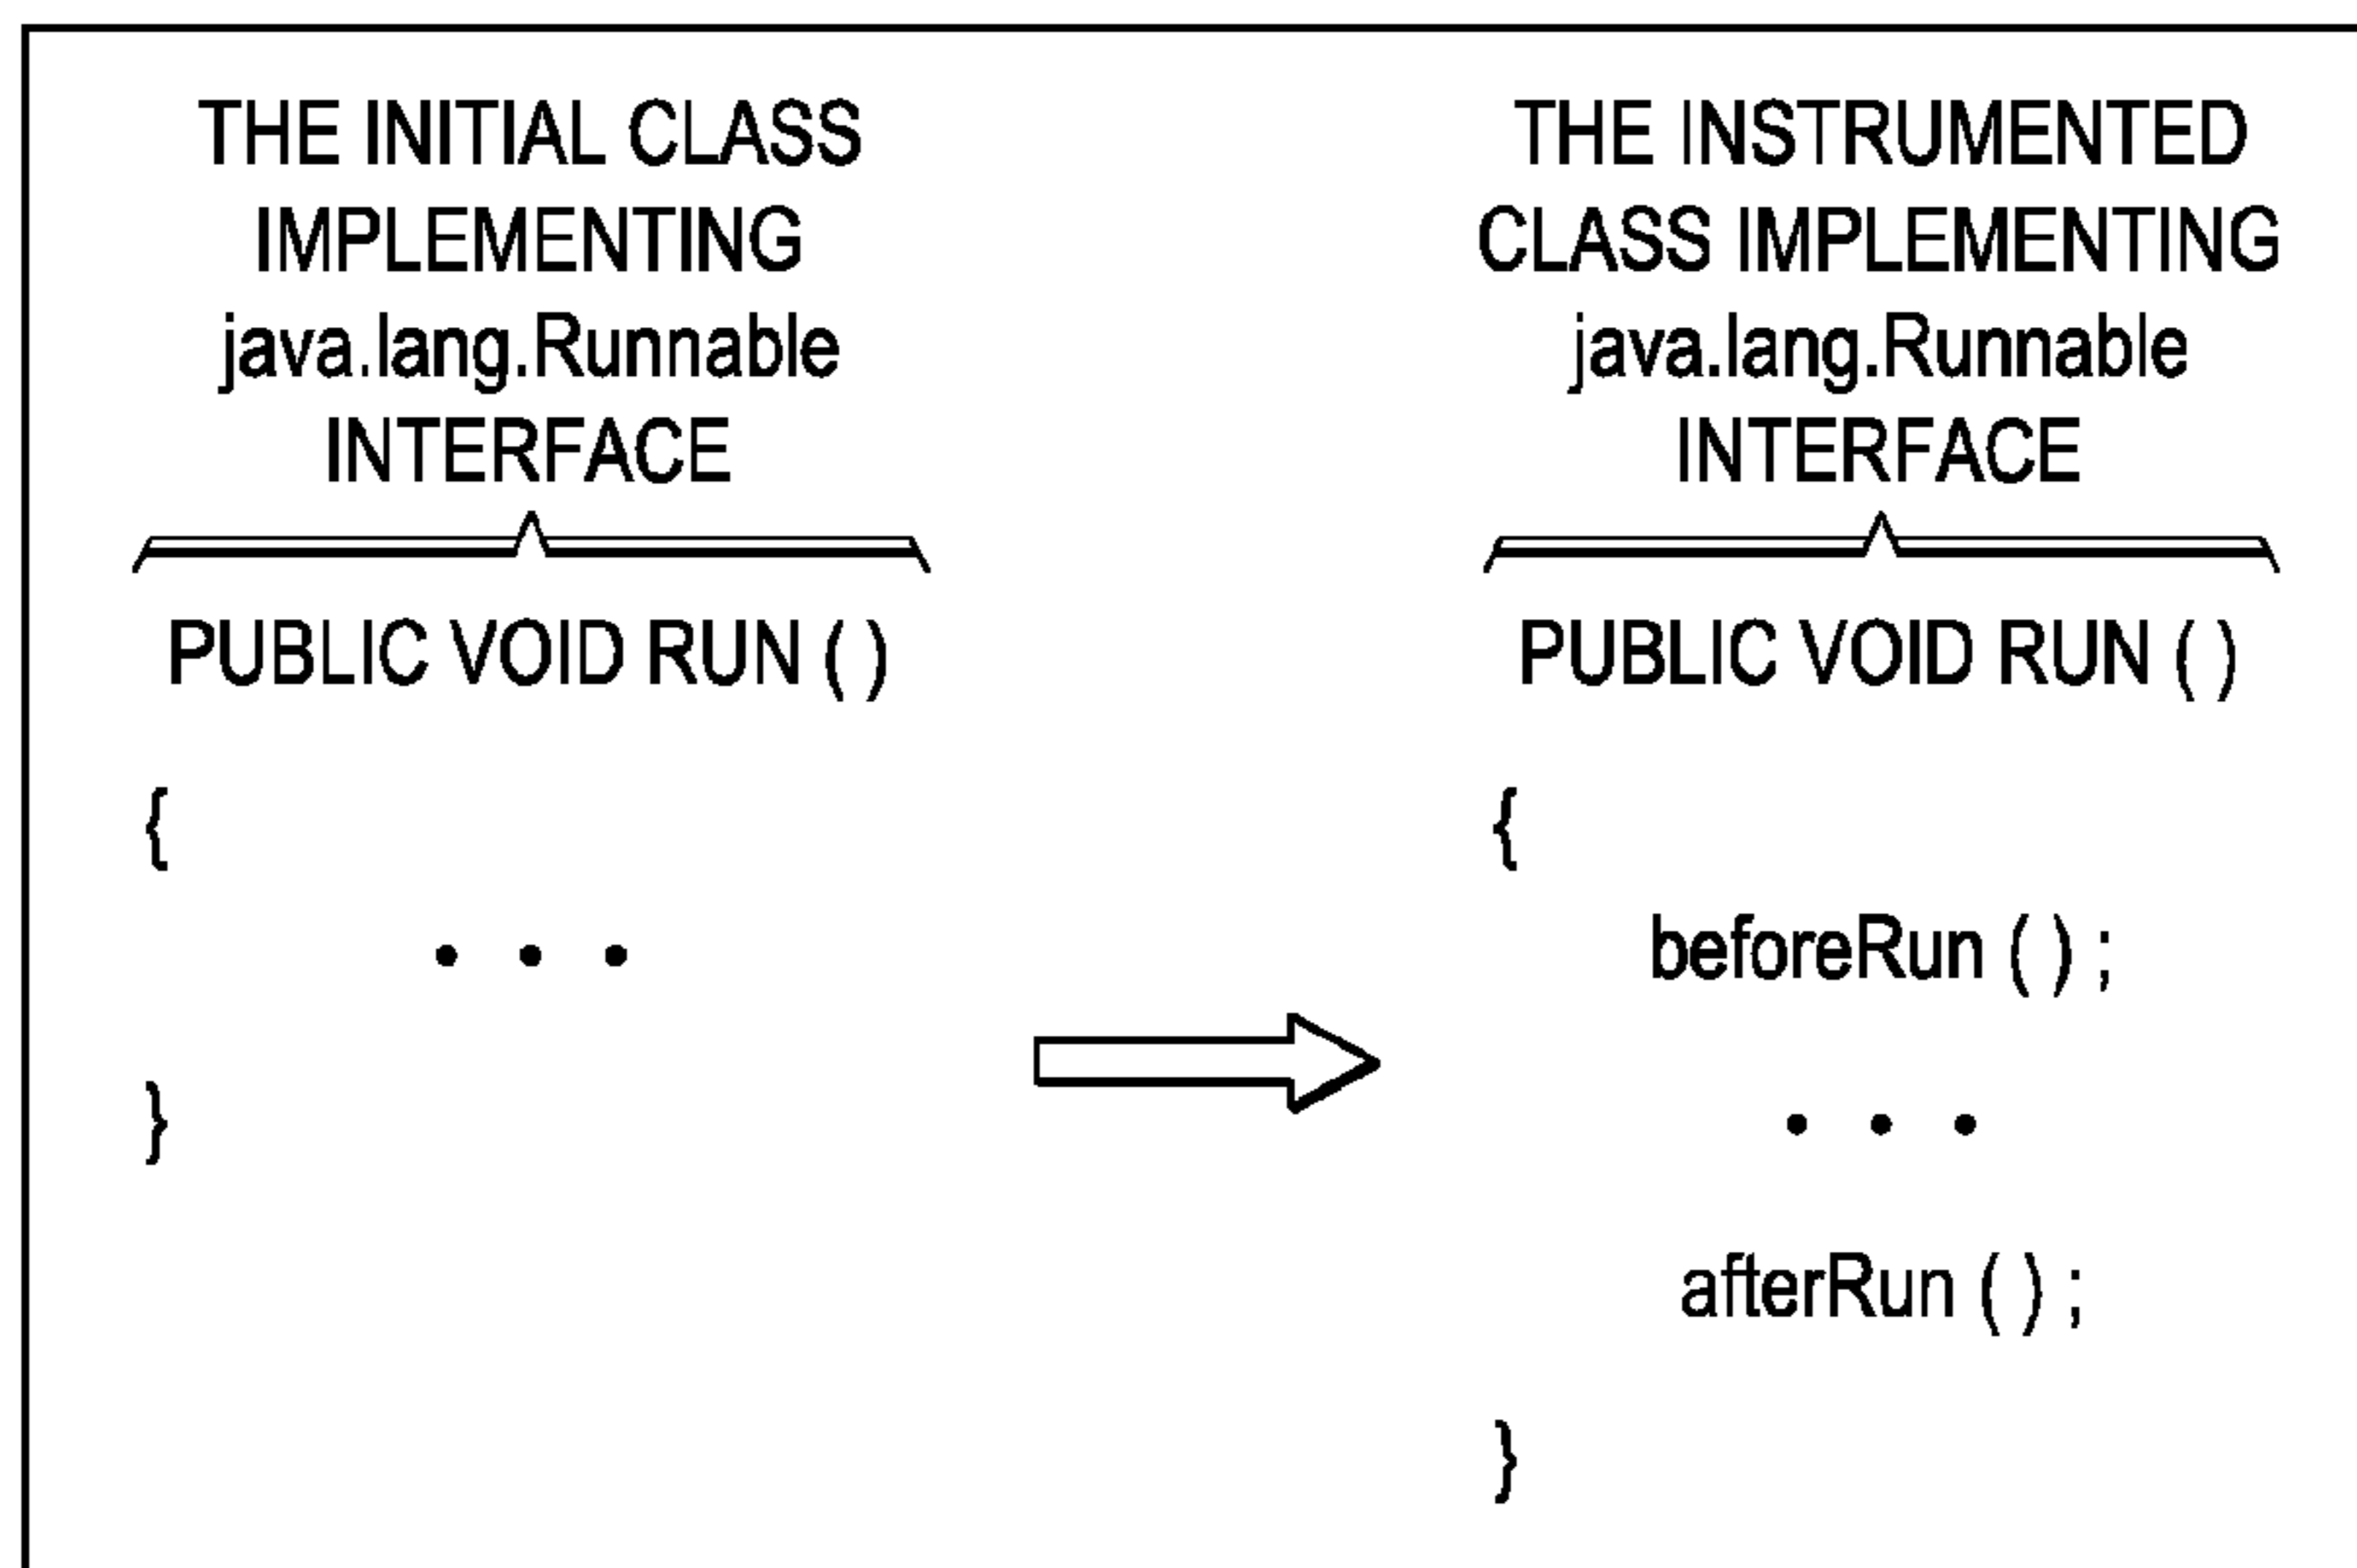 THE INITIAL CLASS
IMPLEMENTING
java.lang.Runnable
INTERFACE
PUBLIC VOID RUN ( )
{
. . .
}
THE INSTRUMENTED
CLASS IMPLEMENTING
java.lang.Runnable
INTERFACE
PUBLIC VOID RUN ( )
{
beforeRun ( ) ;
. . .
afterRun ( ) ;
}